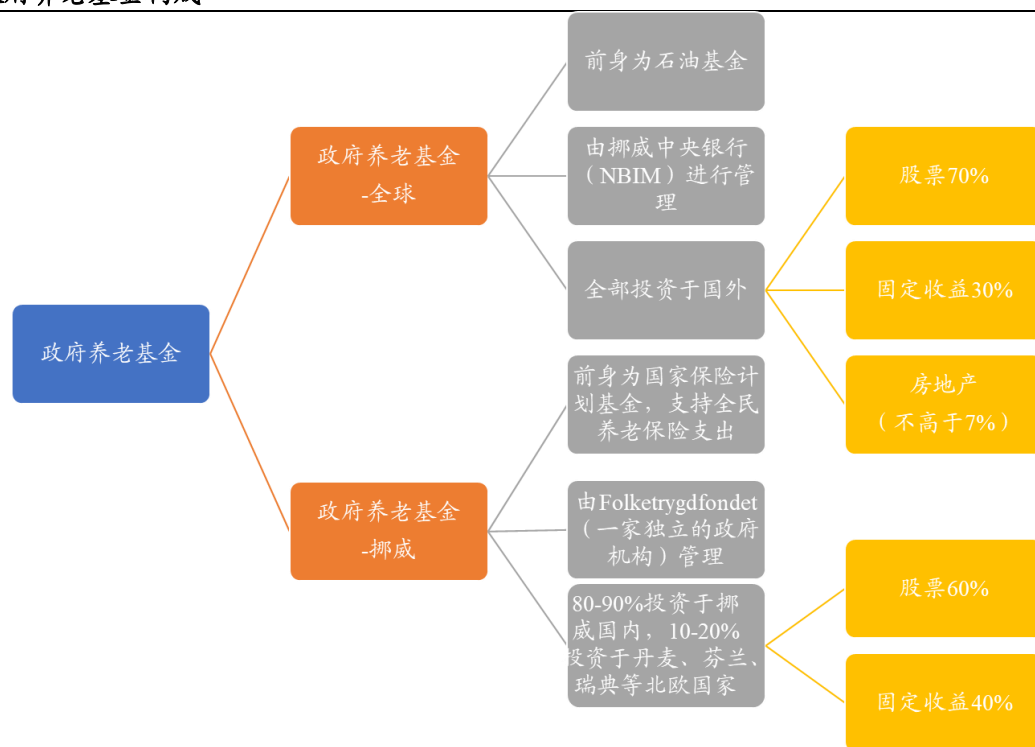 府养老基金构成
前身为石油基金
政府养老基金
-全球
由挪威中央银行
（NBIM）进行管
理
股票70%
全部投资于国外
固定收益30%
政府养老基金
前身为国家保险计
划基金，支持全民
养老保险支出
房地产
（不高于7%）
政府养老基金
-挪威
由Folketrygdfondet
（一家独立的政府
机构）管理
80-90%投资于挪
威国内，10-20%
投资于丹麦、芬兰、
瑞典等北欧国家
股票60%
固定收益40%